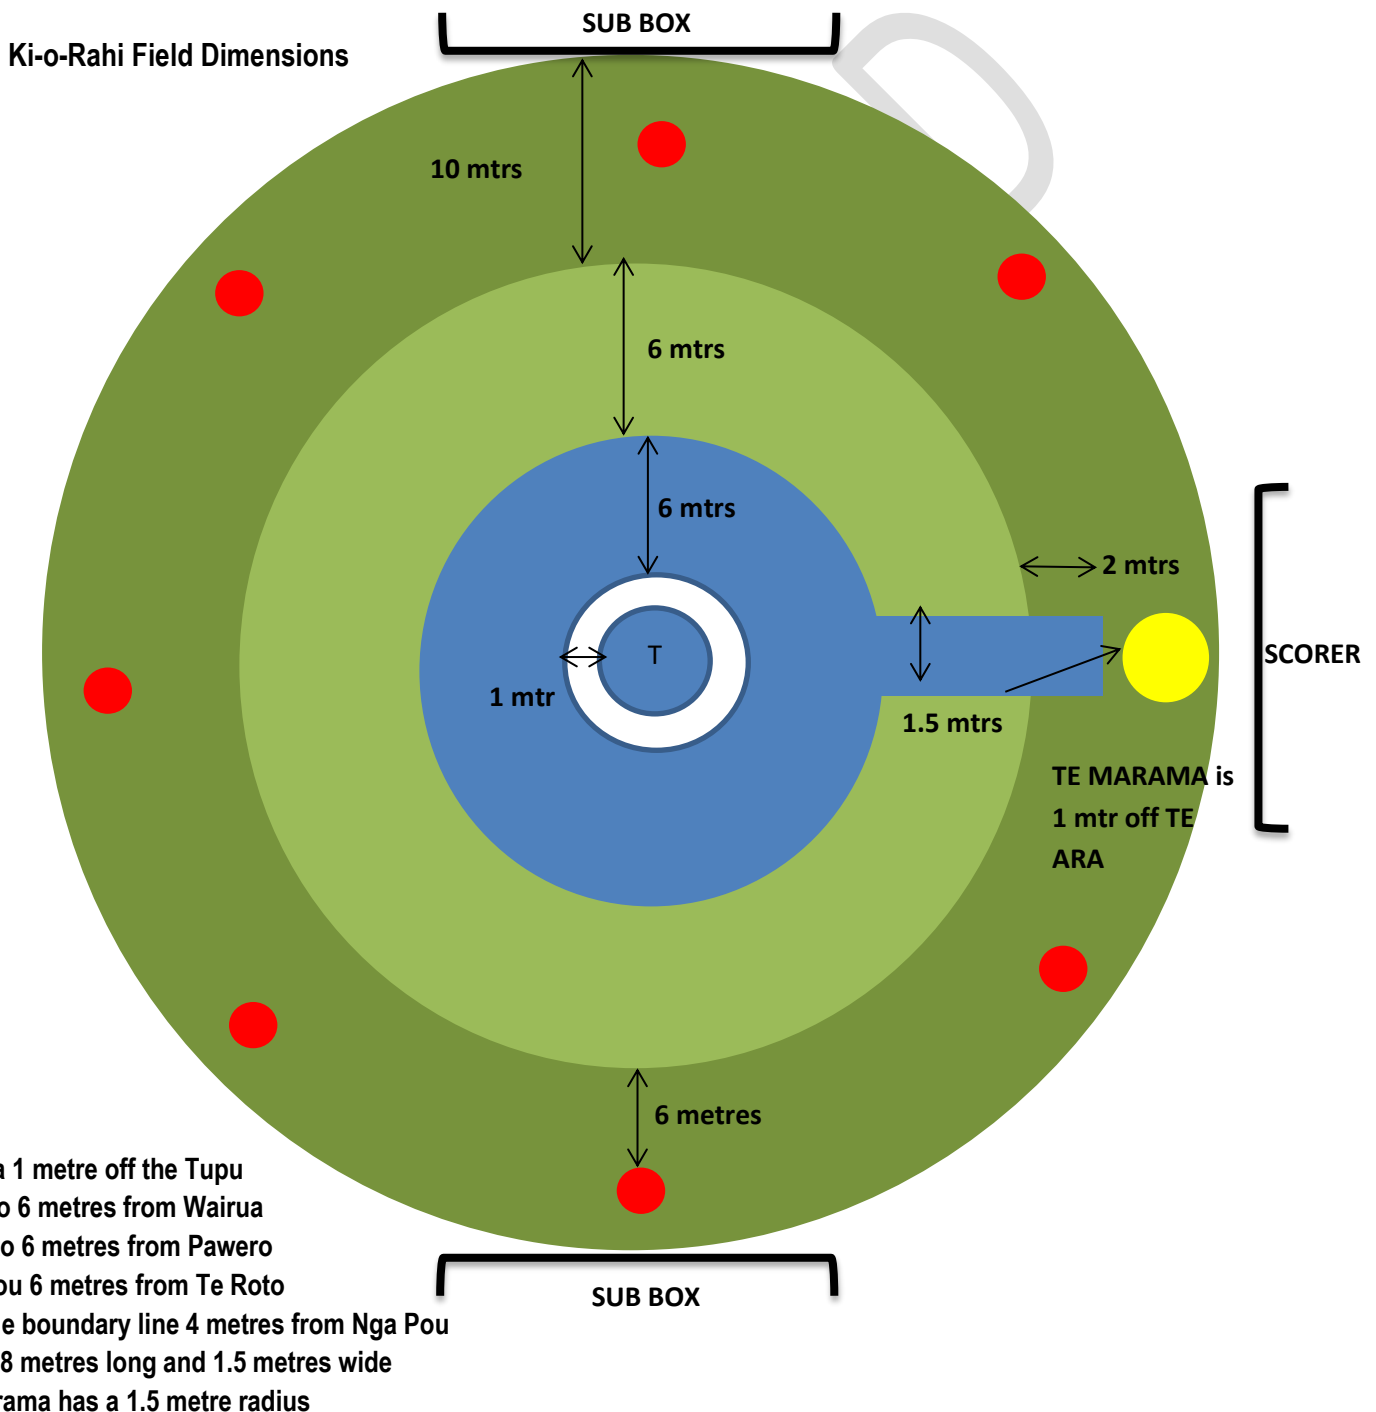 SUB BOX
Ki-o-Rahi Field Dimensions
10 mtrs
6 mtrs
6 mtrs
2 mtrs
T
SCORER
1 mtr
1.5 mtrs
TE MARAMA is
1 mtr off TE
ARA
6 metres
a 1 metre off the Tupu
o 6 metres from Wairua
o 6 metres from Pawero
ou 6 metres from Te Roto
e boundary line 4 metres from Nga Pou
8 metres long and 1.5 metres wide
rama has a 1.5 metre radius
SUB BOX